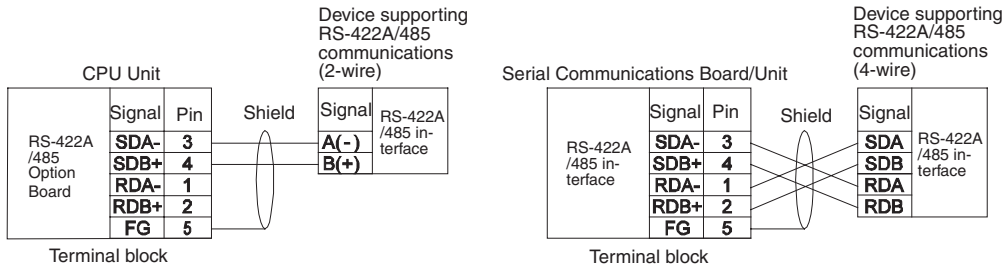 Device supporting
RS-422A/485
communications
(2-wire)
CPU Unit
Signal Pin
Shield
Signal
RS-422A
/485
Option
Board
SDA- 3
SDB+ 4
RDA- 1
RDB+ 2
FG 5
A(-)
B(+)
RS-422A
/485 in-
terface
Terminal block
Device supporting
RS-422A/485
communications
(4-wire)
Serial Communications Board/Unit
Signal Pin
Shield
Signal
RS-422A
/485 in-
terface
SDA- 3
SDB+ 4
RDA- 1
RDB+ 2
FG 5
SDA
SDB
RDA
RDB
RS-422A
/485 in-
terface
Terminal block